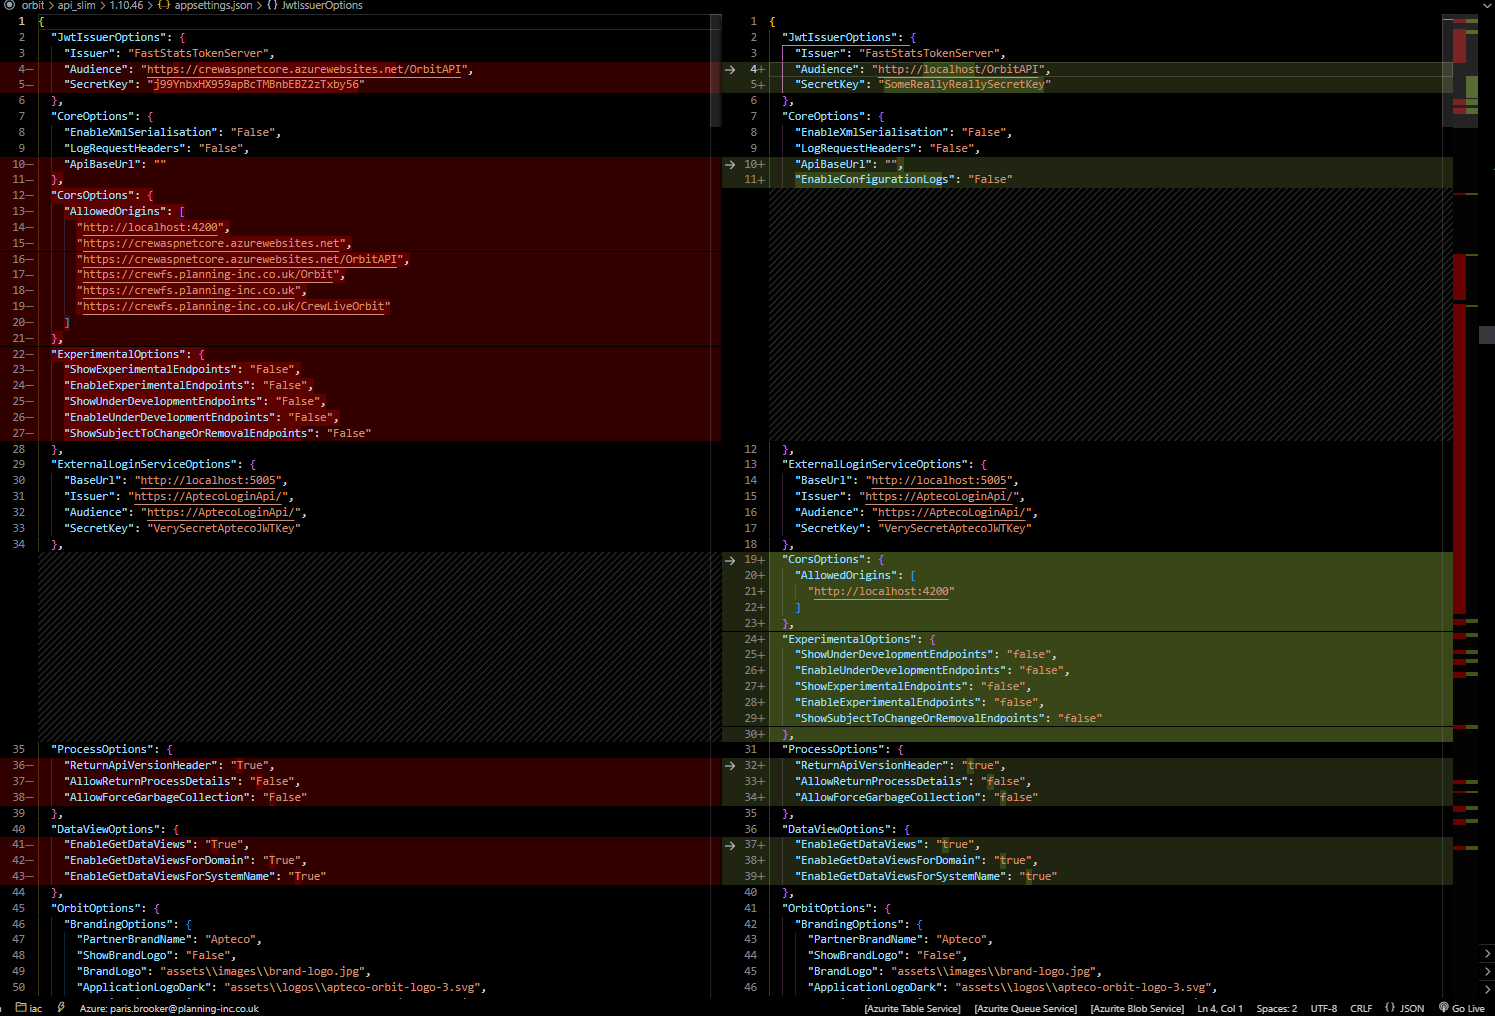 orbit > api_slim > 1.10.46 > {..} appsettings.json > {} JwtIssuerOptions
1 {
2 "JwtIssuerOptions": {
3 "Issuer": "FastStatsTokenServer",
4— "Audience": "https://crewaspnetcore.azurewebsites.net/OrbitAPI",
5— "SecretKey": "j99YnbxHX959apBcTMBnbEBZ2zTxby56"
6 },
7 "CoreOptions": {
8 "EnableXmlSerialisation": "False",
9 "LogRequestHeaders": "False",
10— "ApiBaseUrl": ""
11— },
12— "CorsOptions": {
13— "AllowedOrigins": [
14— "http://localhost:4200",
15— "https://crewaspnetcore.azurewebsites.net",
16— "https://crewaspnetcore.azurewebsites.net/OrbitAPI",
17— "https://crewfs.planning-inc.co.uk/Orbit",
18— "https://crewfs.planning-inc.co.uk",
19— "https://crewfs.planning-inc.co.uk/CrewLiveOrbit"
20— ]
21— },
22— "ExperimentalOptions": {
23— "ShowExperimentalEndpoints": "False",
24— "EnableExperimentalEndpoints": "False",
25— "ShowUnderDevelopmentEndpoints": "False",
26— "EnableUnderDevelopmentEndpoints": "False",
27— "ShowSubjectToChangeOrRemovalEndpoints": "False"
28 },
29 "ExternalLoginServiceOptions": {
30 "BaseUrl": "http://localhost:5005",
31 "Issuer": "https://AptecoLoginApi/",
32 "Audience": "https://AptecoLoginApi/",
33 "SecretKey": "VerySecretAptecoJWTKey"
34 },
35 "ProcessOptions": {
36— "ReturnApiVersionHeader": "True",
37— "AllowReturnProcessDetails": "False",
38— "AllowForceGarbageCollection": "False"
39 },
40 "DataViewOptions": {
41— "EnableGetDataViews": "True",
42— "EnableGetDataViewsForDomain": "True",
43— "EnableGetDataViewsForSystemName": "True"
44 },
45 "OrbitOptions": {
46 "BrandingOptions": {
47 "PartnerBrandName": "Apteco",
48 "ShowBrandLogo": "False",
49 "BrandLogo": "assets\\images\\brand-logo.jpg",
50 "ApplicationLogoDark": "assets\\logos\\apteco-orbit-logo-3.svg",
1 {
2 "JwtIssuerOptions": {
3 "Issuer": "FastStatsTokenServer",
→ 4+ "Audience": "http://localhost/OrbitAPI",
5+ "SecretKey": "SomeReallyReallySecretKey"
6 },
7 "CoreOptions": {
8 "EnableXmlSerialisation": "False",
9 "LogRequestHeaders": "False",
→ 10+ "ApiBaseUrl": "",
11+ "EnableConfigurationLogs": "False"
12 },
13 "ExternalLoginServiceOptions": {
14 "BaseUrl": "http://localhost:5005",
15 "Issuer": "https://AptecoLoginApi/",
16 "Audience": "https://AptecoLoginApi/",
17 "SecretKey": "VerySecretAptecoJWTKey"
18 },
→ 19+ "CorsOptions": {
20+ "AllowedOrigins": [
21+ "http://localhost:4200"
22+ ]
23+ },
24+ "ExperimentalOptions": {
25+ "ShowUnderDevelopmentEndpoints": "false",
26+ "EnableUnderDevelopmentEndpoints": "false",
27+ "ShowExperimentalEndpoints": "false",
28+ "EnableExperimentalEndpoints": "false",
29+ "ShowSubjectToChangeOrRemovalEndpoints": "false"
30+ },
31 "ProcessOptions": {
→ 32+ "ReturnApiVersionHeader": "true",
33+ "AllowReturnProcessDetails": "false",
34+ "AllowForceGarbageCollection": "false"
35 },
36 "DataViewOptions": {
→ 37+ "EnableGetDataViews": "true",
38+ "EnableGetDataViewsForDomain": "true",
39+ "EnableGetDataViewsForSystemName": "true"
40 },
41 "OrbitOptions": {
42 "BrandingOptions": {
43 "PartnerBrandName": "Apteco",
44 "ShowBrandLogo": "False",
45 "BrandLogo": "assets\\images\\brand-logo.jpg",
46 "ApplicationLogoDark": "assets\\logos\\apteco-orbit-logo-3.svg",
iac Azure: paris.brooker@planning-inc.co.uk [Azurite Table Service] [Azurite Queue Service] [Azurite Blob Service] Ln 4, Col 1 Spaces: 2 UTF-8 CRLF {} JSON Go Live